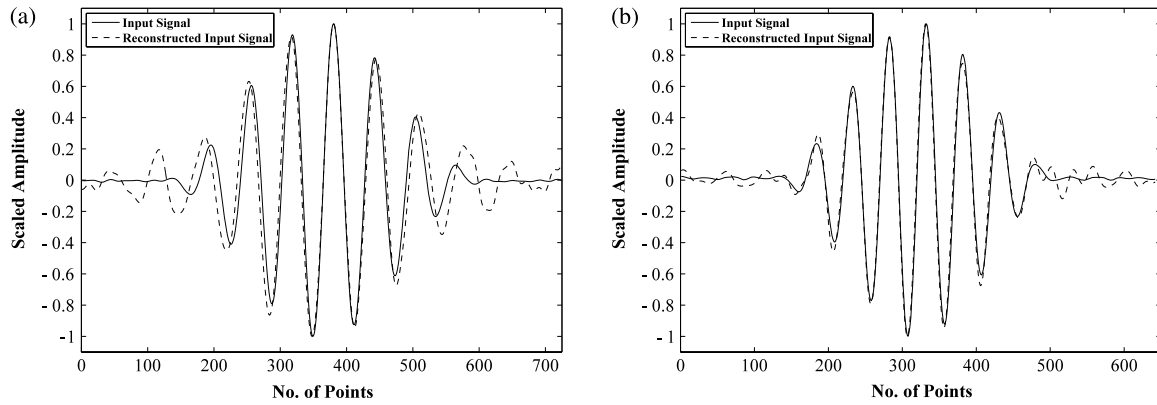 (a)
Input Signal
Reconstructed Input Signal
Scaled Amplitude
1
0.8
0.6
0.4
0.2
0
- 0.2
- 0.4
- 0.6
- 0.8
-1
0 100 200 300 400 500 600 700
No. of Points
(b)
Input Signal
Reconstructed Input Signal
Scaled Amplitude
1
0.8
0.6
0.4
0.2
0
- 0.2
- 0.4
- 0.6
- 0.8
-1
0 100 200 300 400 500 600
No. of Points